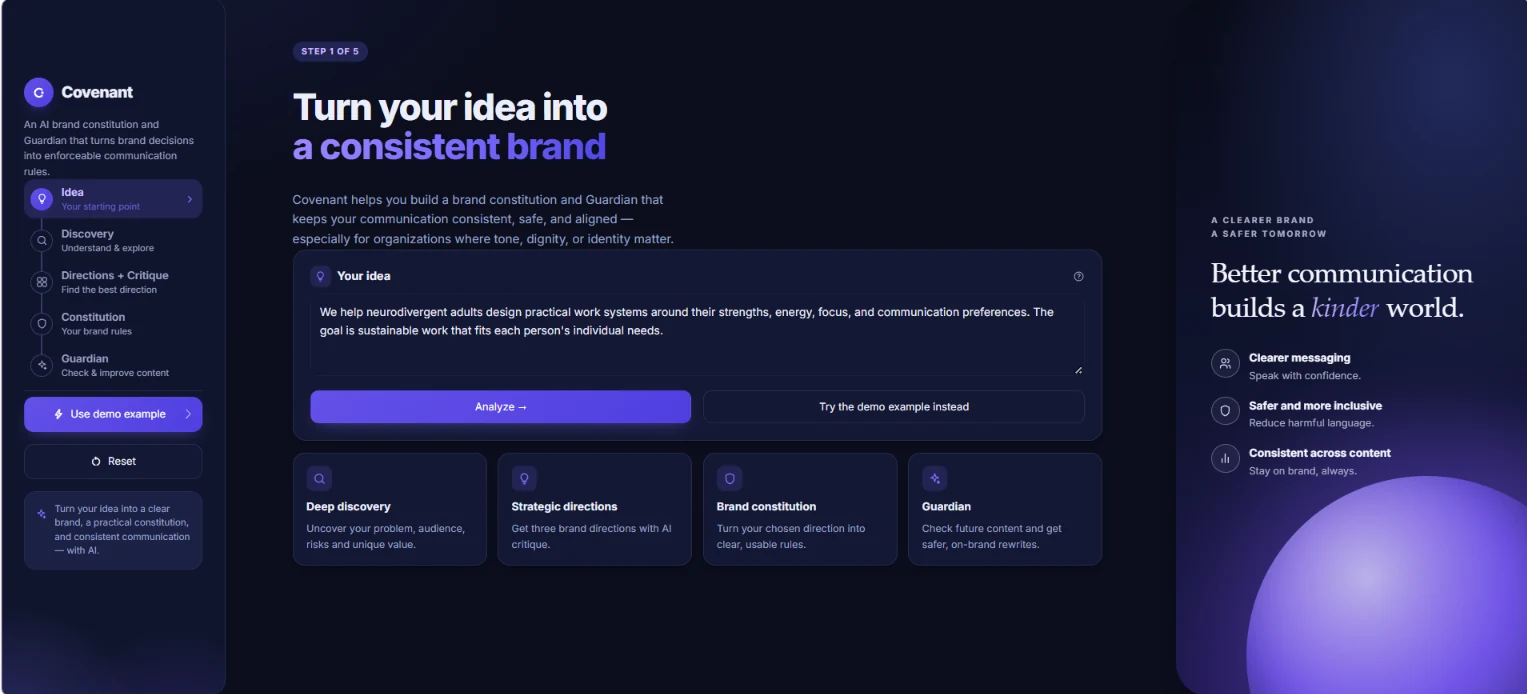 Covenant
An AI brand constitution and
Guardian that turns brand decisions
into enforceable communication
rules.
Idea
Your starting point
Discovery
Understand & explore
Directions + Critique
Find the best direction
Constitution
Your brand rules
Guardian
Check & improve content
Use demo example
Reset
Turn your idea into a clear
brand, a practical constitution,
and consistent communication
— with AI.
STEP 1 OF 5
Turn your idea into
a consistent brand
Covenant helps you build a brand constitution and Guardian that
keeps your communication consistent, safe, and aligned —
especially for organizations where tone, dignity, or identity matter.
Your idea
We help neurodivergent adults design practical work systems around their strengths, energy, focus, and communication preferences. The
goal is sustainable work that fits each person's individual needs.
Analyze →
Try the demo example instead
Deep discovery
Uncover your problem, audience,
risks and unique value.
Strategic directions
Get three brand directions with AI
critique.
Brand constitution
Turn your chosen direction into
clear, usable rules.
Guardian
Check future content and get
safer, on-brand rewrites.
A CLEARER BRAND
A SAFER TOMORROW
Better communication
builds a kinder world.
Clearer messaging
Speak with confidence.
Safer and more inclusive
Reduce harmful language.
Consistent across content
Stay on brand, always.